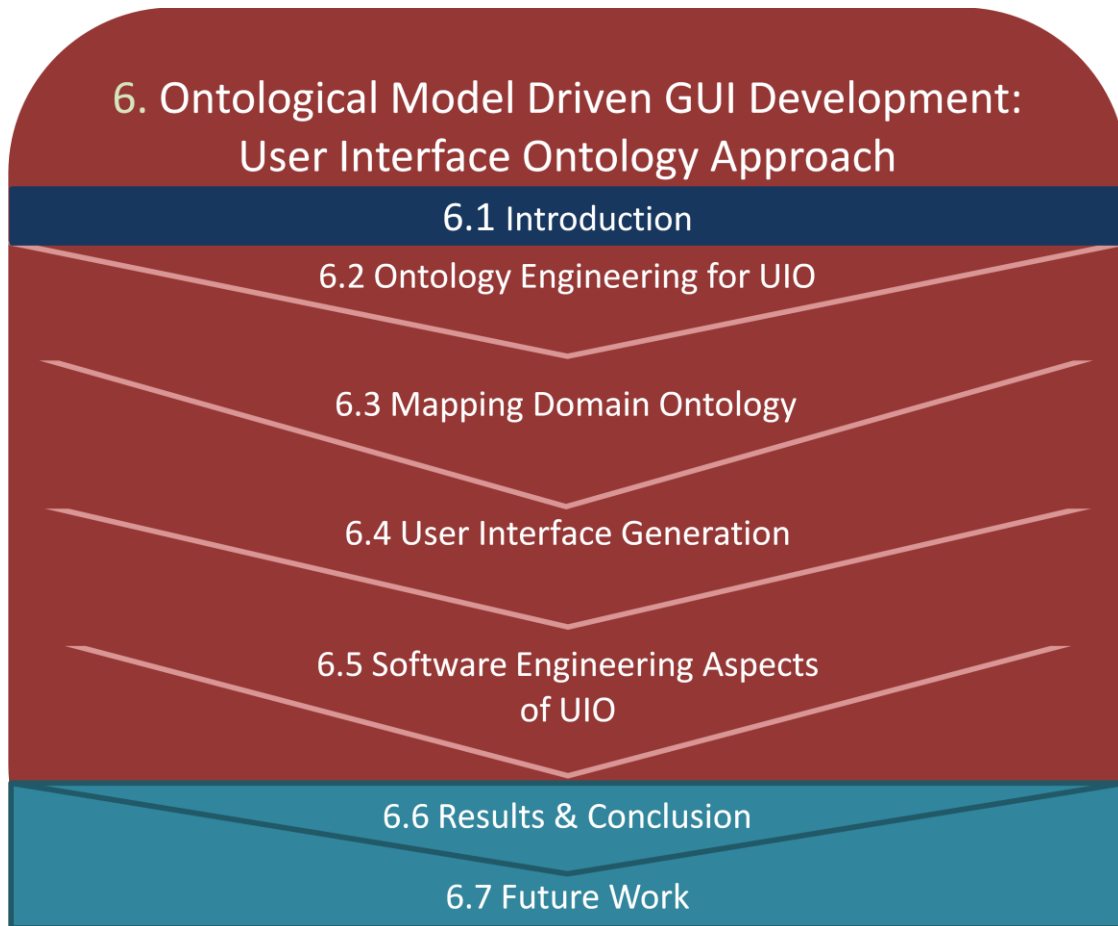 6. Ontological Model Driven GUI Development:
User Interface Ontology Approach
6.1 Introduction
6.2 Ontology Engineering for UIO
6.3 Mapping Domain Ontology
6.4 User Interface Generation
6.5 Software Engineering Aspects
of UIO
6.6 Results & Conclusion
6.7 Future Work